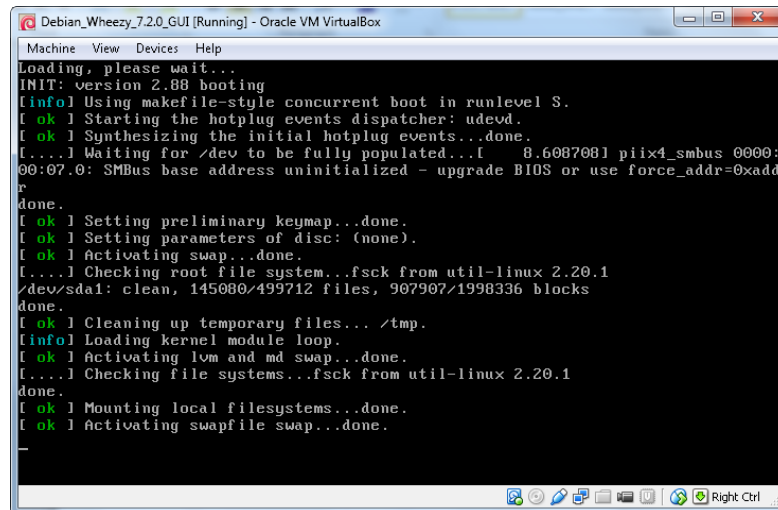 Debian_Wheezy_7.2.0_GUI [Running] - Oracle VM VirtualBox
Machine View Devices Help
Loading, please wait...
INIT: version 2.88 booting
[info] Using makefile-style concurrent boot in runlevel S.
[ ok ] Starting the hotplug events dispatcher: udevd.
[ ok ] Synthesizing the initial hotplug events...done.
[....] Waiting for /dev to be fully populated...[    8.608708] piix4_smbus 0000:
00:07.0: SMBus base address uninitialized - upgrade BIOS or use force_addr=0xadd
r
done.
[ ok ] Setting preliminary keymap...done.
[ ok ] Setting parameters of disc: (none).
[ ok ] Activating swap...done.
[....] Checking root file system...fsck from util-linux 2.20.1
/dev/sda1: clean, 145080/499712 files, 907907/1998336 blocks
done.
[ ok ] Cleaning up temporary files... /tmp.
[info] Loading kernel module loop.
[ ok ] Activating lvm and md swap...done.
[....] Checking file systems...fsck from util-linux 2.20.1
done.
[ ok ] Mounting local filesystems...done.
[ ok ] Activating swapfile swap...done.
Right Ctrl